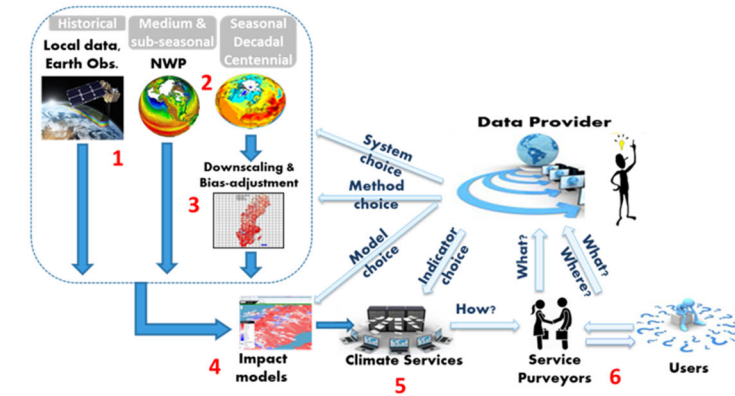 Historical
Medium &
sub-seasonal
Seasonal
Decadal
Centennial
Local data,
Earth Obs.
NWP
2
1
Downscaling &
Bias-adjustment
3
Data Provider
System
choice
Method
choice
Model
choice
Indicator
choice
What?
What?
Where?
How?
4
Impact
models
Climate Services
5
Service
Purveyors
6
Users